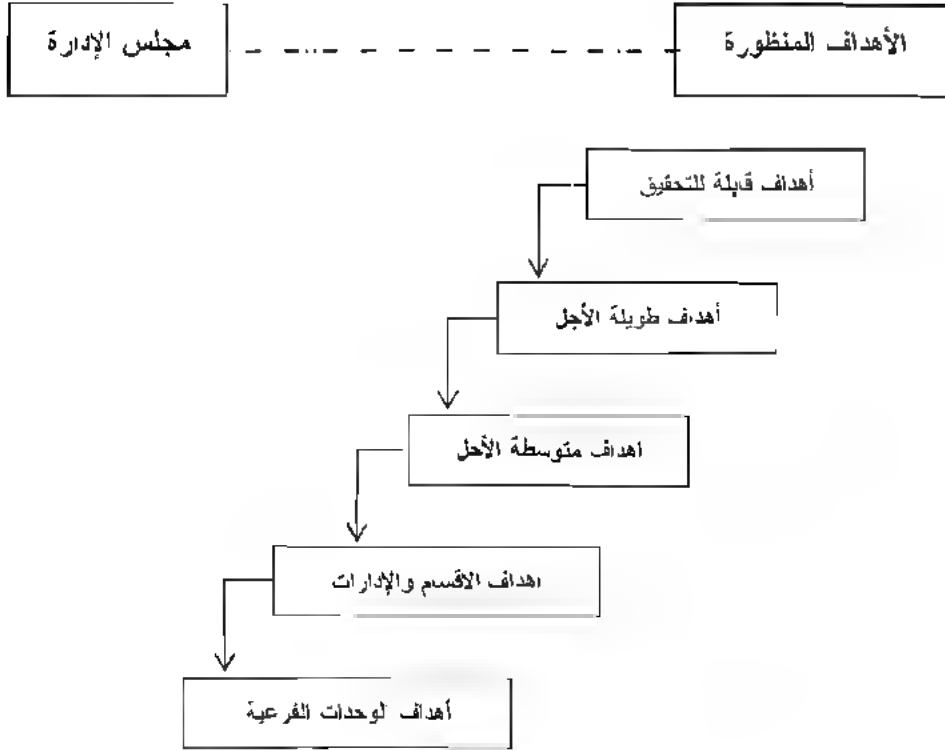 الأهداف المنظورة
مجلس الإدارة
أهداف قابلة للتحقيق
أهداف طويلة الأجل
اهداف متوسطة الأجل
اهداف الاقسام والإدارات
أهداف لوحدات الفرعية